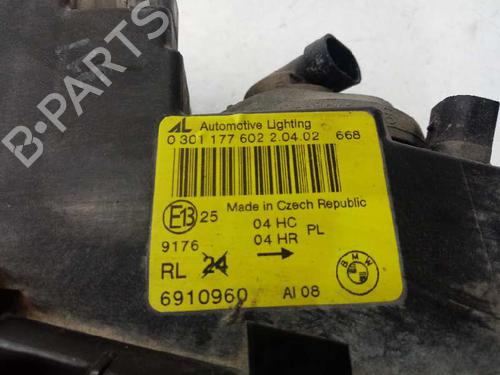 AL Automotive Lighting
0 301 177 602 2.04.02 668
Made in Czech Republic
E13 25
04 HC
04 HR PL
9176
RL 24
BMW
6910960 AI 08
B-PARTS